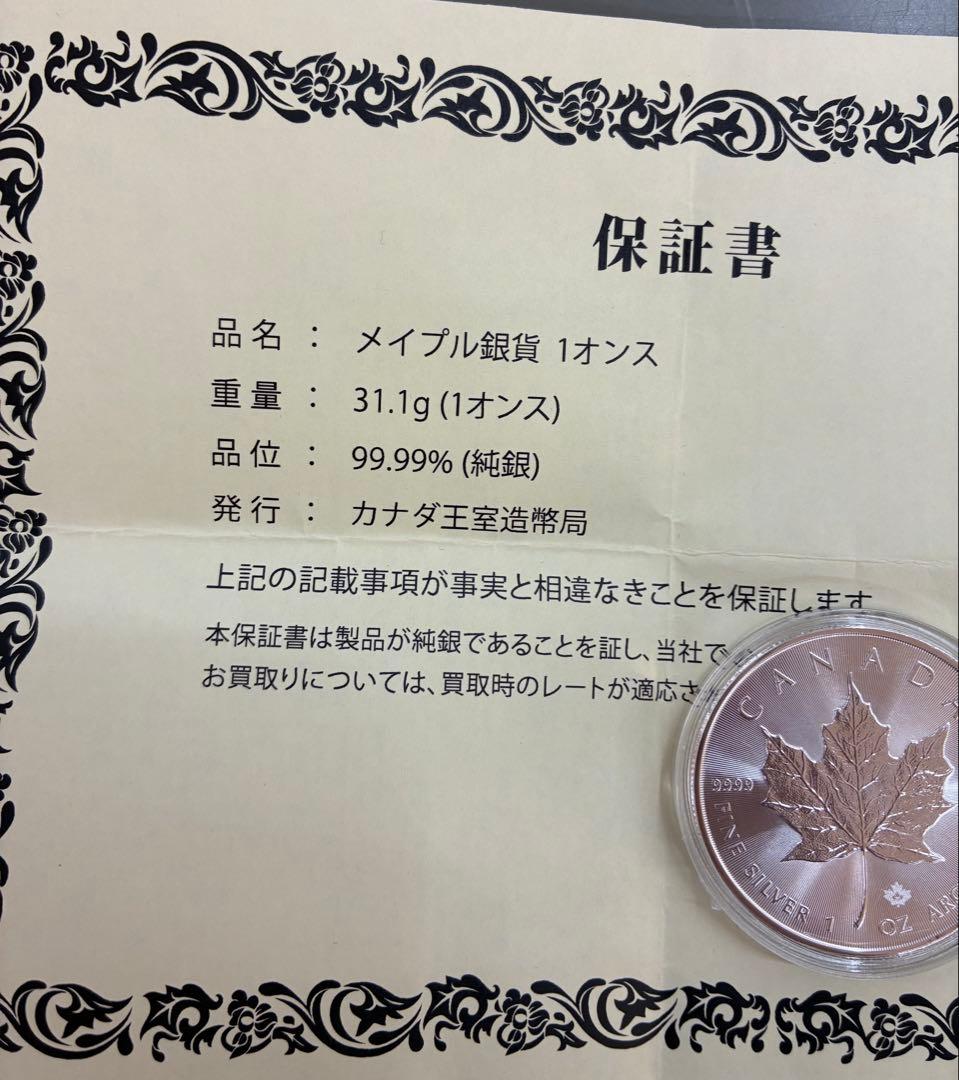 保証書
品名 : メイプル銀貨 1オンス
重量 : 31.1g (1オンス)
品位 : 99.99% (純銀)
発行 : カナダ王室造幣局
上記の記載事項が事実と相違なきことを保証します
本保証書は製品が純銀であることを証し、当社で
お買取りについては、買取時のレートが適応さ
CANAD
9999
FINE SILVER 1 OZ AR